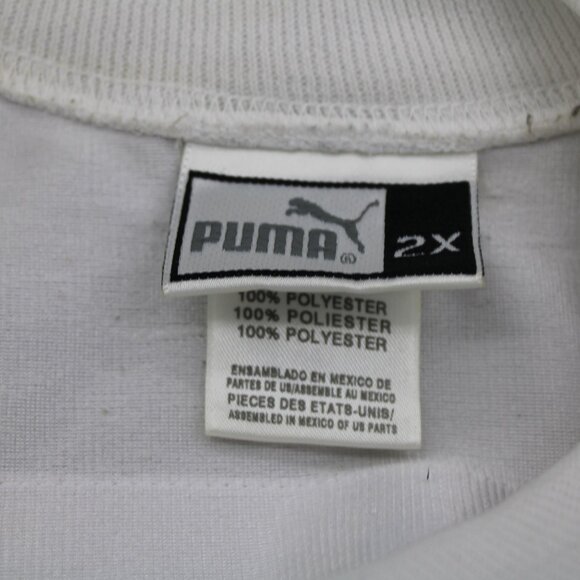 PUMA®
2X
100% POLYESTER
100% POLIESTER
100% POLYESTER
ENSAMBLADO EN MEXICO DE
PARTES DE US/ASSEMBLE AU MEXICO
PIECES DES ETATS-UNIS/
ASSEMBLED IN MEXICO OF US PARTS